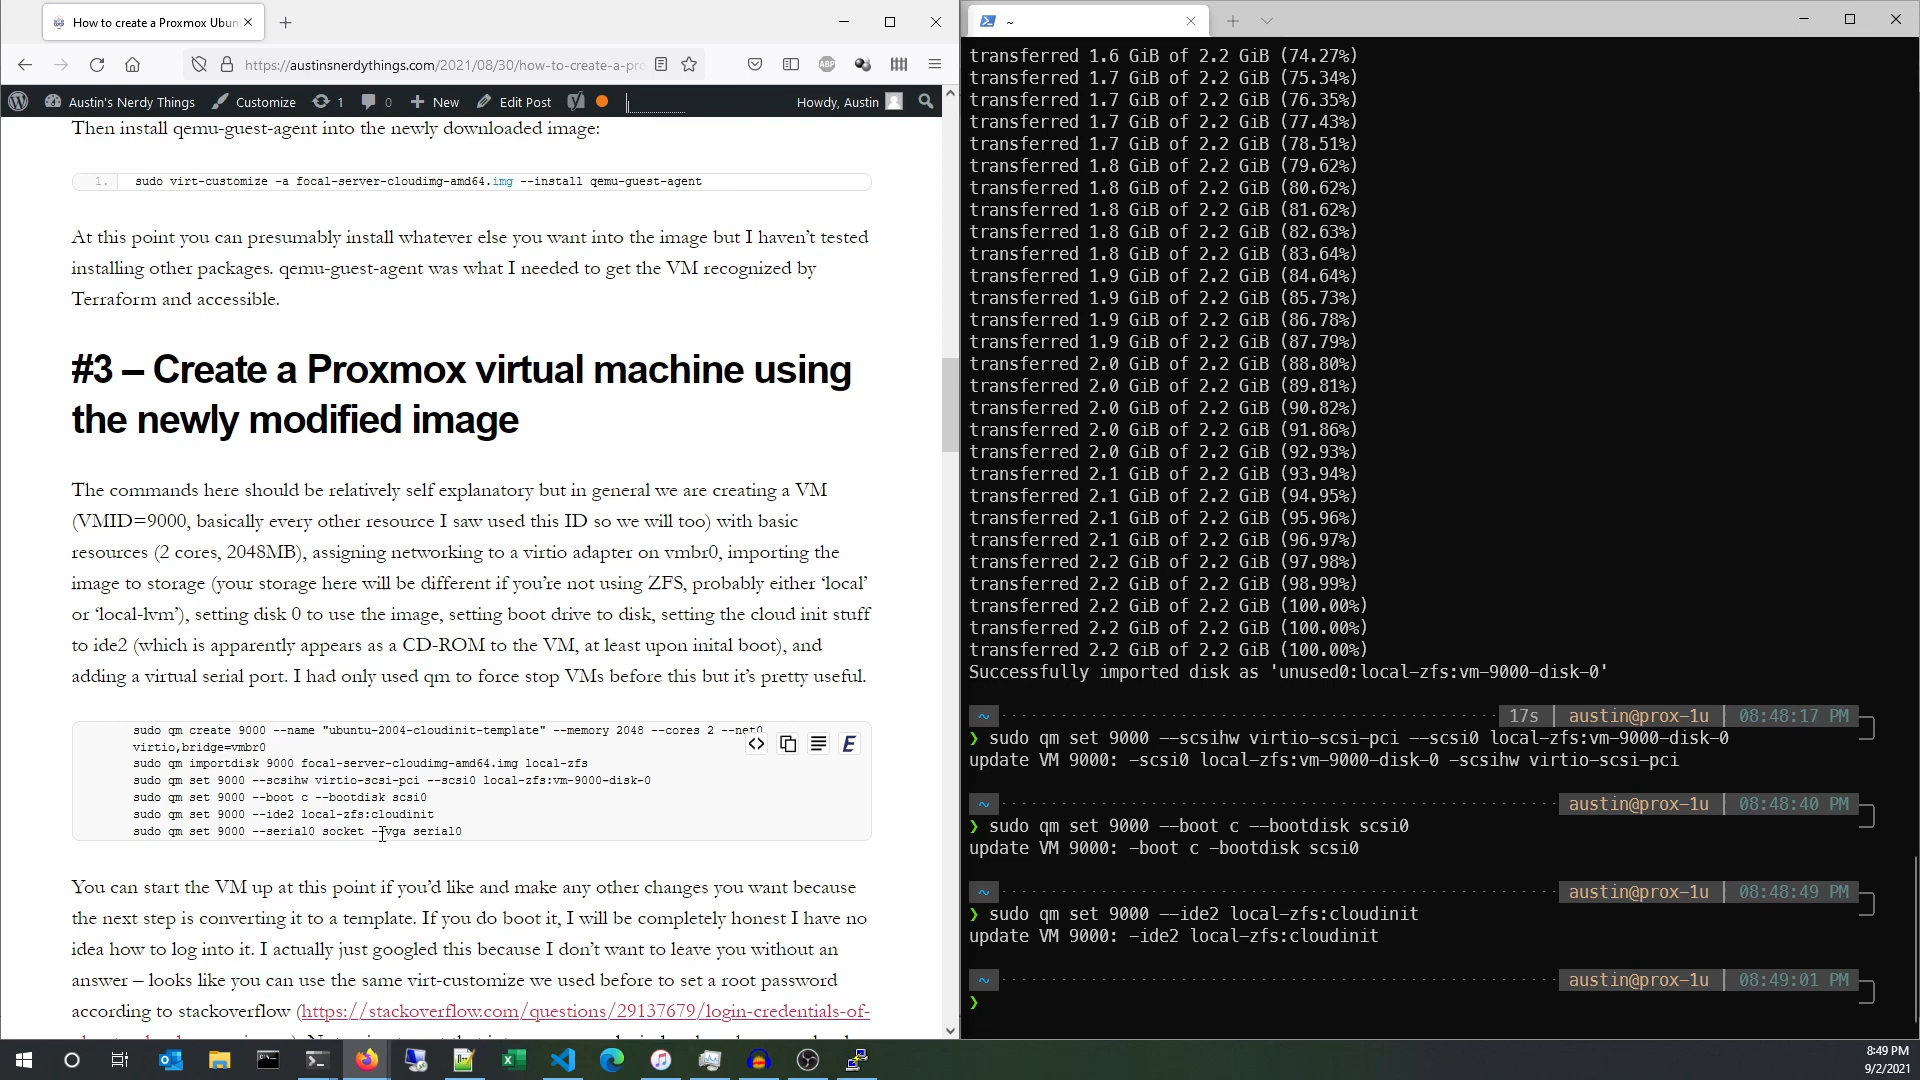 How to create a Proxmox Ubun
https://austinsnerdythings.com/2021/08/30/how-to-create-a-pro
ABP
Austin's Nerdy Things
Customize
1
0
New
Edit Post
Howdy, Austin
Then install qemu-guest-agent into the newly downloaded image:
1. sudo virt-customize -a focal-server-cloudimg-amd64.img --install qemu-guest-agent
At this point you can presumably install whatever else you want into the image but I haven't tested
installing other packages. qemu-guest-agent was what I needed to get the VM recognized by
Terraform and accessible.
#3 – Create a Proxmox virtual machine using
the newly modified image
The commands here should be relatively self explanatory but in general we are creating a VM
(VMID=9000, basically every other resource I saw used this ID so we will too) with basic
resources (2 cores, 2048MB), assigning networking to a virtio adapter on vmbr0, importing the
image to storage (your storage here will be different if you're not using ZFS, probably either ‘local’
or ‘local-lvm’), setting disk 0 to use the image, setting boot drive to disk, setting the cloud init stuff
to ide2 (which is apparently appears as a CD-ROM to the VM, at least upon inital boot), and
adding a virtual serial port. I had only used qm to force stop VMs before this but it's pretty useful.
sudo qm create 9000 --name "ubuntu-2004-cloudinit-template" --memory 2048 --cores 2 --net0
virtio,bridge=vmbr0
sudo qm importdisk 9000 focal-server-cloudimg-amd64.img local-zfs
sudo qm set 9000 --scsihw virtio-scsi-pci --scsi0 local-zfs:vm-9000-disk-0
sudo qm set 9000 --boot c --bootdisk scsi0
sudo qm set 9000 --ide2 local-zfs:cloudinit
sudo qm set 9000 --serial0 socket --vga serial0
You can start the VM up at this point if you'd like and make any other changes you want because
the next step is converting it to a template. If you do boot it, I will be completely honest I have no
idea how to log into it. I actually just googled this because I don't want to leave you without an
answer – looks like you can use the same virt-customize we used before to set a root password
according to stackoverflow (https://stackoverflow.com/questions/29137679/login-credentials-of-
~
transferred 1.6 GiB of 2.2 GiB (74.27%)
transferred 1.7 GiB of 2.2 GiB (75.34%)
transferred 1.7 GiB of 2.2 GiB (76.35%)
transferred 1.7 GiB of 2.2 GiB (77.43%)
transferred 1.7 GiB of 2.2 GiB (78.51%)
transferred 1.8 GiB of 2.2 GiB (79.62%)
transferred 1.8 GiB of 2.2 GiB (80.62%)
transferred 1.8 GiB of 2.2 GiB (81.62%)
transferred 1.8 GiB of 2.2 GiB (82.63%)
transferred 1.8 GiB of 2.2 GiB (83.64%)
transferred 1.9 GiB of 2.2 GiB (84.64%)
transferred 1.9 GiB of 2.2 GiB (85.73%)
transferred 1.9 GiB of 2.2 GiB (86.78%)
transferred 1.9 GiB of 2.2 GiB (87.79%)
transferred 2.0 GiB of 2.2 GiB (88.80%)
transferred 2.0 GiB of 2.2 GiB (89.81%)
transferred 2.0 GiB of 2.2 GiB (90.82%)
transferred 2.0 GiB of 2.2 GiB (91.86%)
transferred 2.0 GiB of 2.2 GiB (92.93%)
transferred 2.1 GiB of 2.2 GiB (93.94%)
transferred 2.1 GiB of 2.2 GiB (94.95%)
transferred 2.1 GiB of 2.2 GiB (95.96%)
transferred 2.1 GiB of 2.2 GiB (96.97%)
transferred 2.2 GiB of 2.2 GiB (97.98%)
transferred 2.2 GiB of 2.2 GiB (98.99%)
transferred 2.2 GiB of 2.2 GiB (100.00%)
transferred 2.2 GiB of 2.2 GiB (100.00%)
transferred 2.2 GiB of 2.2 GiB (100.00%)
Successfully imported disk as 'unused0:local-zfs:vm-9000-disk-0'
~ 17s | austin@prox-1u | 08:48:17 PM
❯ sudo qm set 9000 --scsihw virtio-scsi-pci --scsi0 local-zfs:vm-9000-disk-0
update VM 9000: -scsi0 local-zfs:vm-9000-disk-0 -scsihw virtio-scsi-pci
~ austin@prox-1u | 08:48:40 PM
❯ sudo qm set 9000 --boot c --bootdisk scsi0
update VM 9000: -boot c -bootdisk scsi0
~ austin@prox-1u | 08:48:49 PM
❯ sudo qm set 9000 --ide2 local-zfs:cloudinit
update VM 9000: -ide2 local-zfs:cloudinit
~ austin@prox-1u | 08:49:01 PM
❯
8:49 PM
9/2/2021